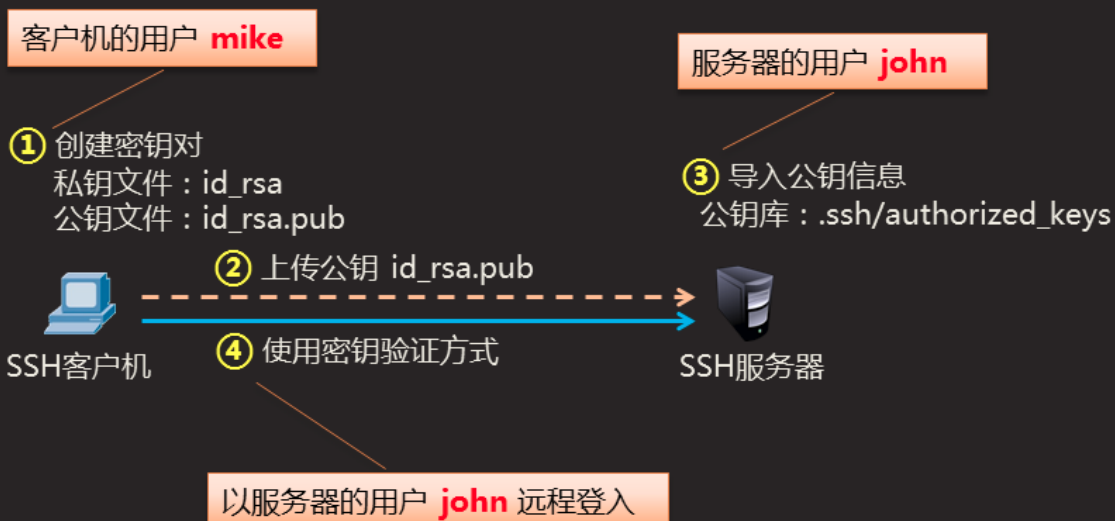 客户机的用户 mike
服务器的用户 john
① 创建密钥对
私钥文件：id_rsa
公钥文件：id_rsa.pub
③ 导入公钥信息
公钥库：.ssh/authorized_keys
② 上传公钥 id_rsa.pub
④ 使用密钥验证方式
SSH客户机
SSH服务器
以服务器的用户 john 远程登入